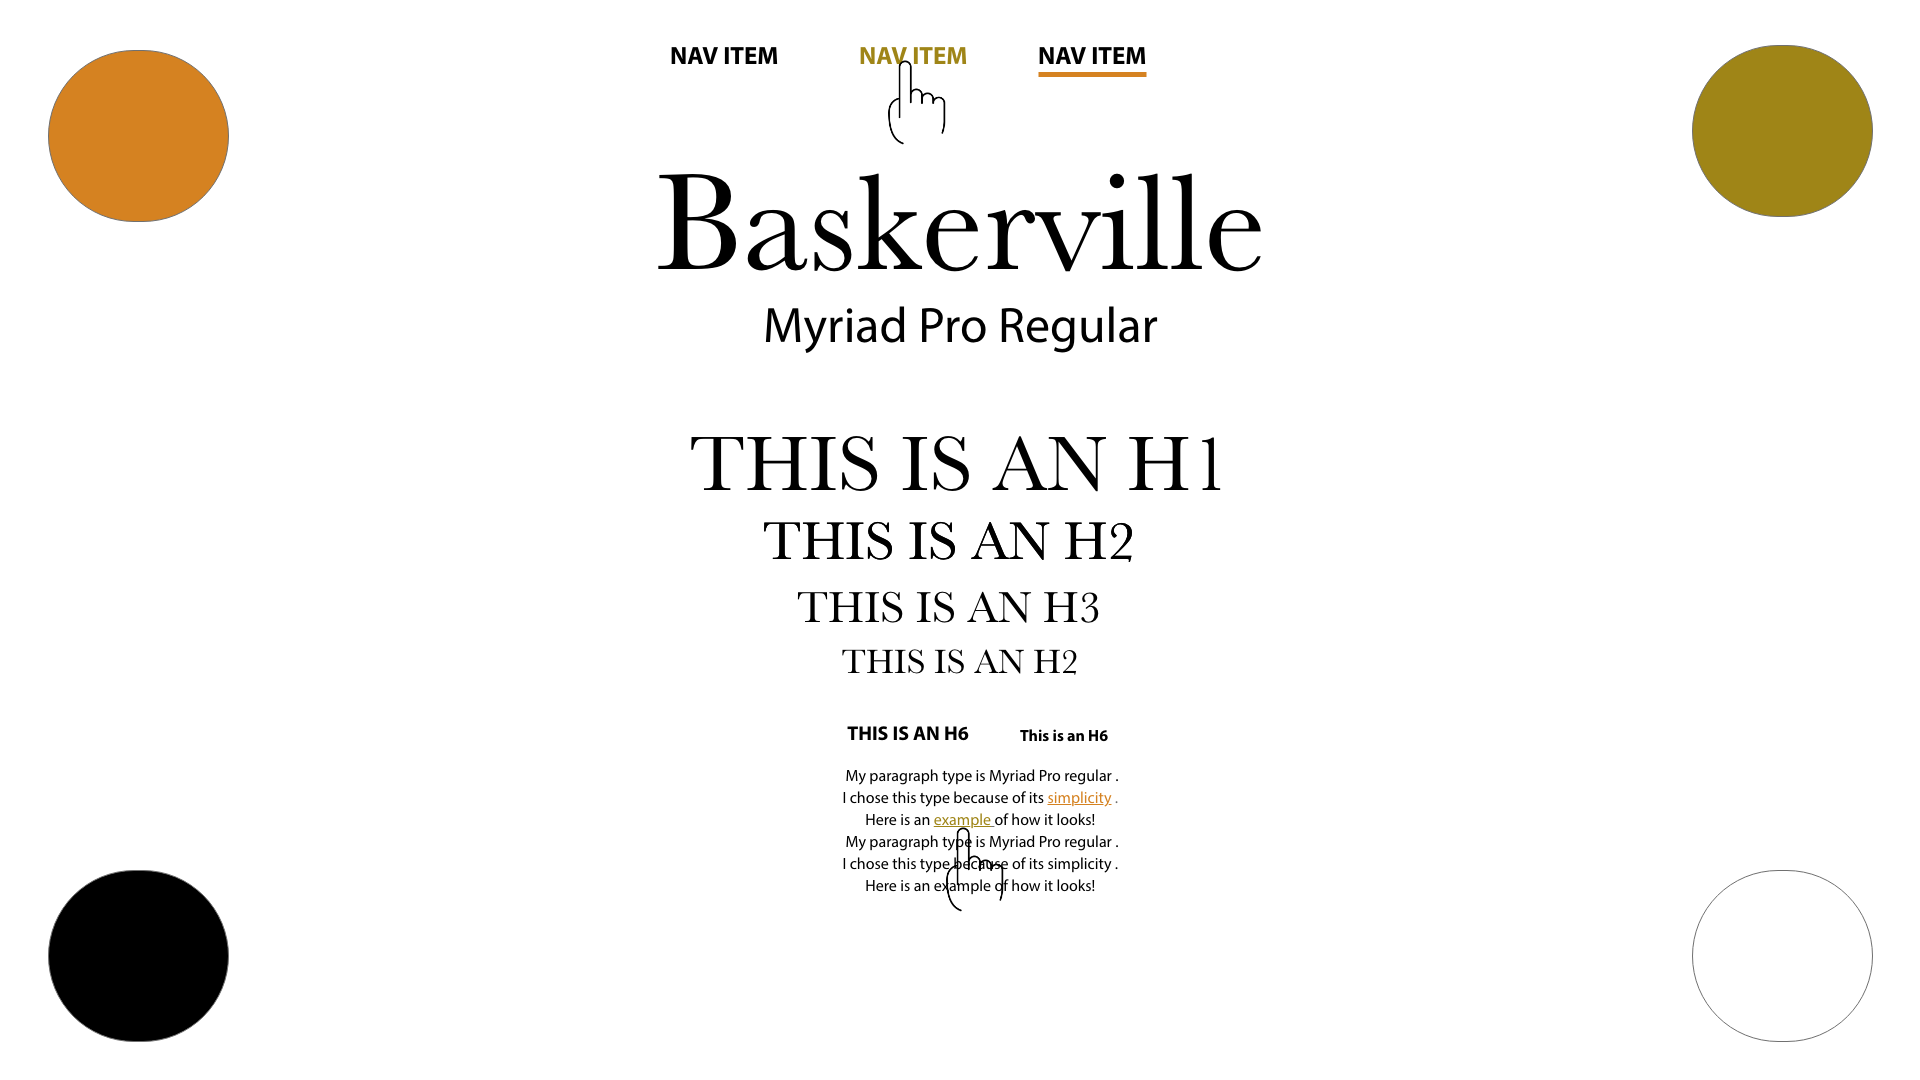 NAV ITEM NAV ITEM NAV ITEM
Baskerville
Myriad Pro Regular
THIS IS AN H1
THIS IS AN H2
THIS IS AN H3
THIS IS AN H2
THIS IS AN H6 This is an H6
My paragraph type is Myriad Pro regular .
I chose this type because of its simplicity .
Here is an example of how it looks!
My paragraph type is Myriad Pro regular .
I chose this type because of its simplicity .
Here is an example of how it looks!